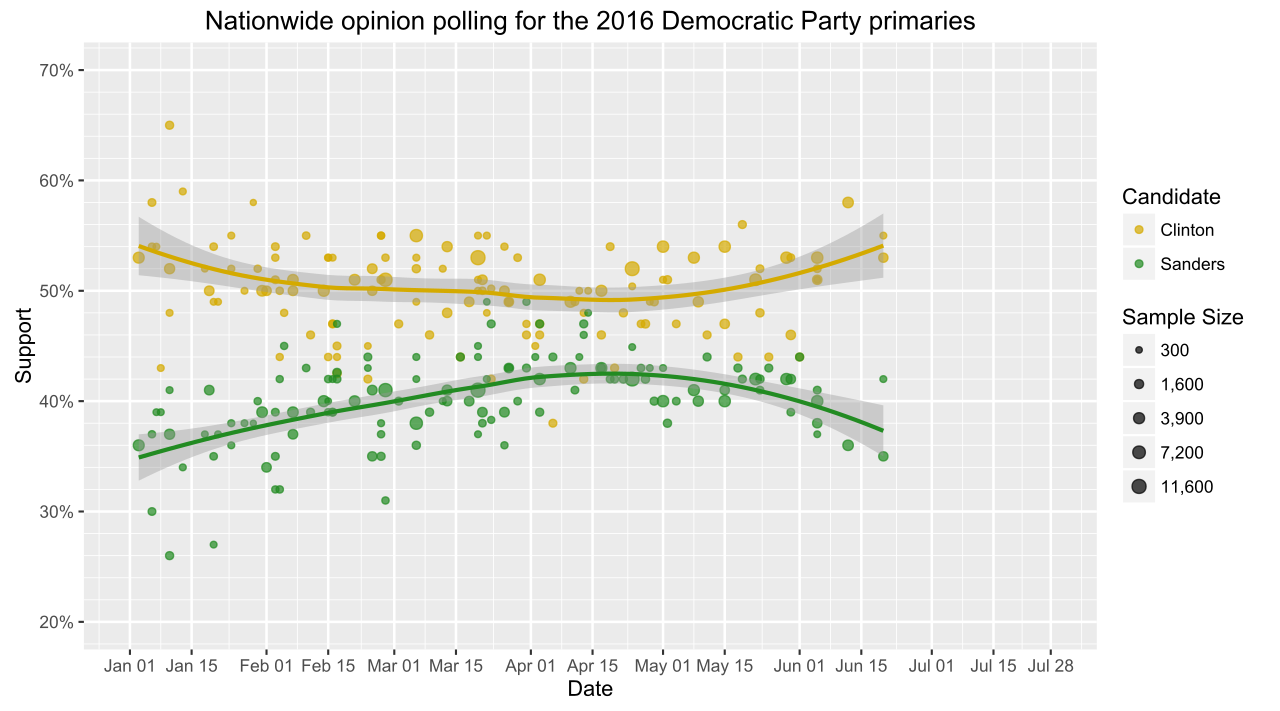 Nationwide opinion polling for the 2016 Democratic Party primaries
70%
60%
50%
40%
30%
20%
Support
Jan 01 Jan 15 Feb 01 Feb 15 Mar 01 Mar 15 Apr 01 Apr 15 May 01 May 15 Jun 01 Jun 15 Jul 01 Jul 15 Jul 28
Date
Candidate
Clinton
Sanders
Sample Size
300
1,600
3,900
7,200
11,600